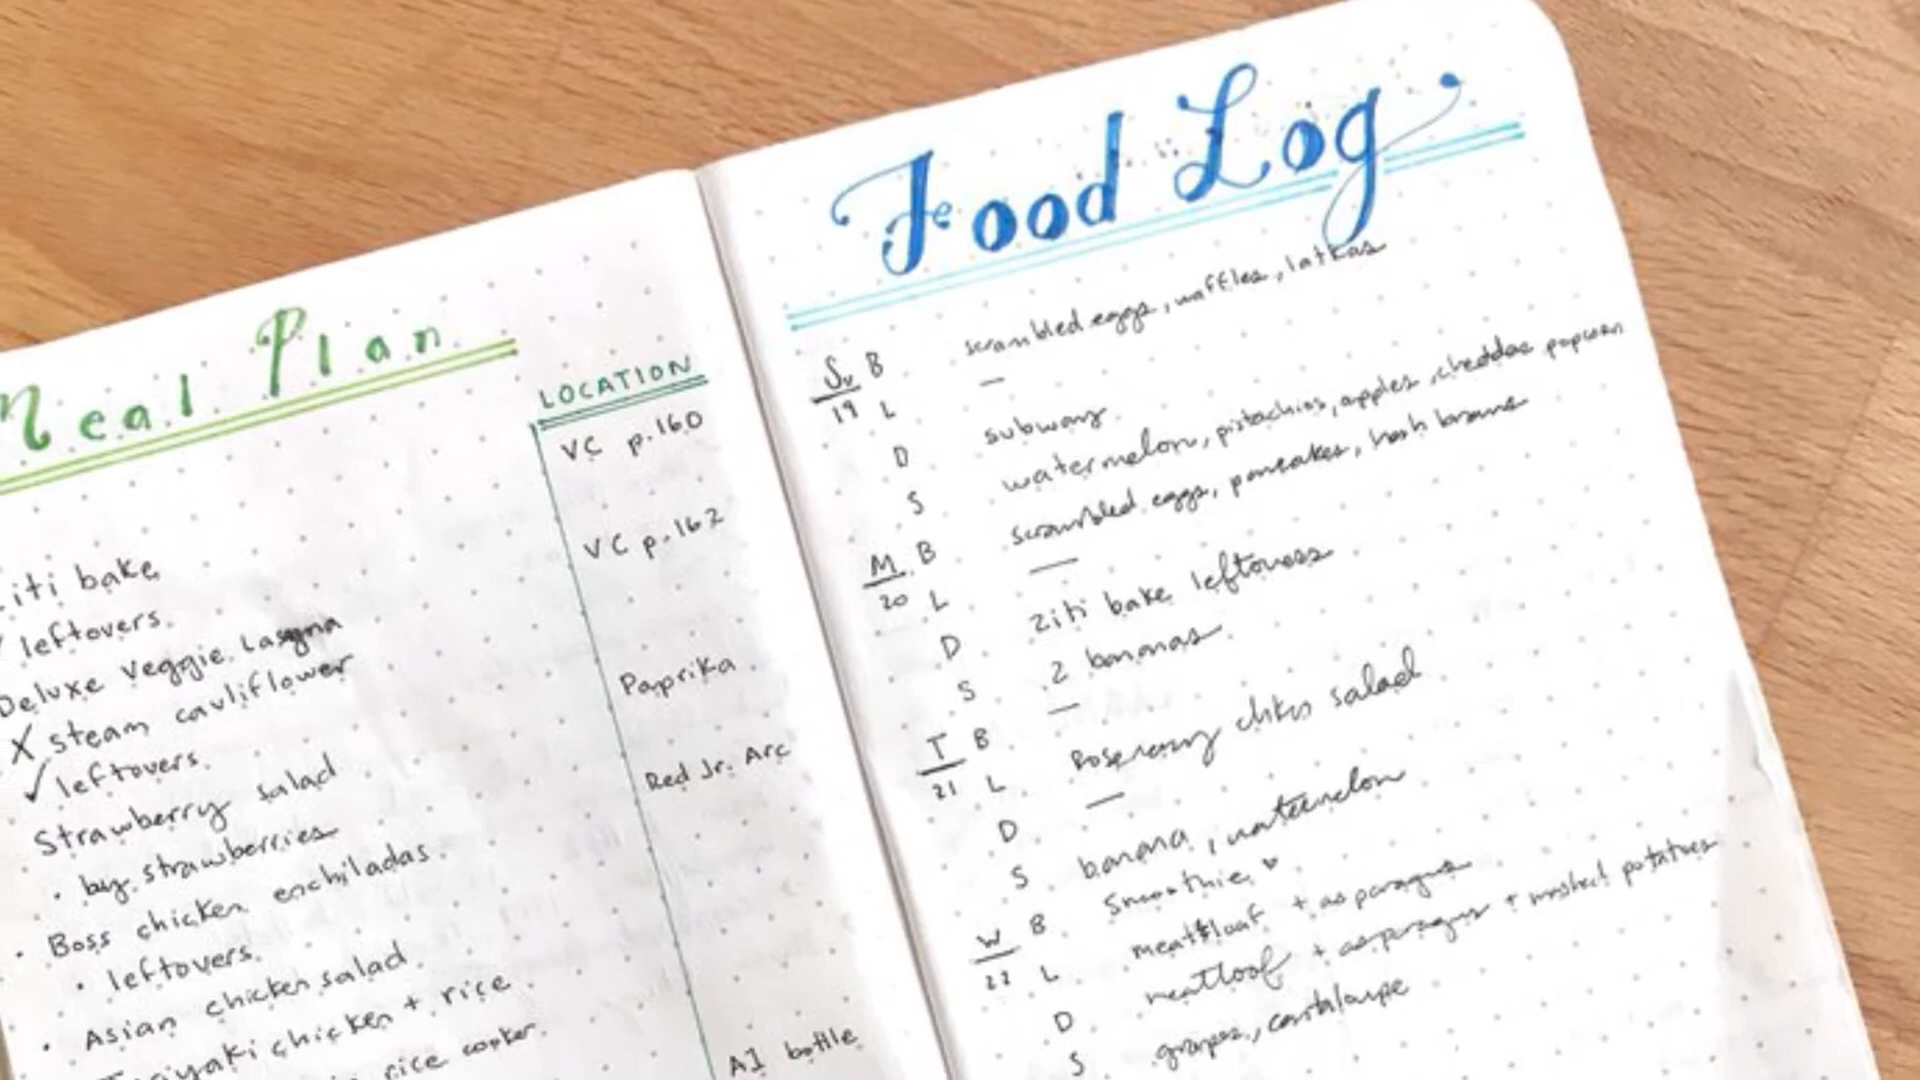 Meal Plan
LOCATION
iti bake
VC p.160
leftovers
Deluxe Veggie Lasagna
VC p.162
X steam cauliflower
✓ leftovers
Strawberry salad
Paprika
• buy strawberries
• Boss chicken enchiladas
Red Jr. Arc
• leftovers
• Asian chicken salad
iyaki chicken + rice
rice cooker
A1 bottle
Food Log
Su B scrambled eggs, waffles, latkas
19 L —
D subway
S watermelon, pistachios, apples, cheddar popcorn
M B scrambled eggs, pancakes, hash browns
20 L —
D ziti bake leftovers
S 2 bananas
T B —
21 L Rosemary salad
D —
S banana, watermelon
W B Smoothie ♥
22 L meatloaf + asparagus
D meatloaf + asparagus + mashed potatoes
S grapes, cantaloupe